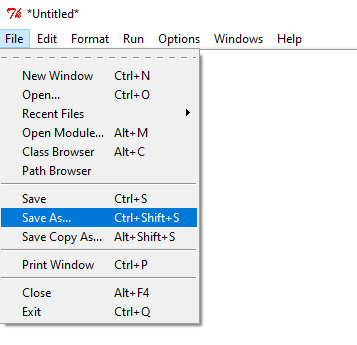 *Untitled*
File Edit Format Run Options Windows Help
New Window Ctrl+N
Open... Ctrl+O
Recent Files
Open Module... Alt+M
Class Browser Alt+C
Path Browser
Save Ctrl+S
Save As... Ctrl+Shift+S
Save Copy As... Alt+Shift+S
Print Window Ctrl+P
Close Alt+F4
Exit Ctrl+Q